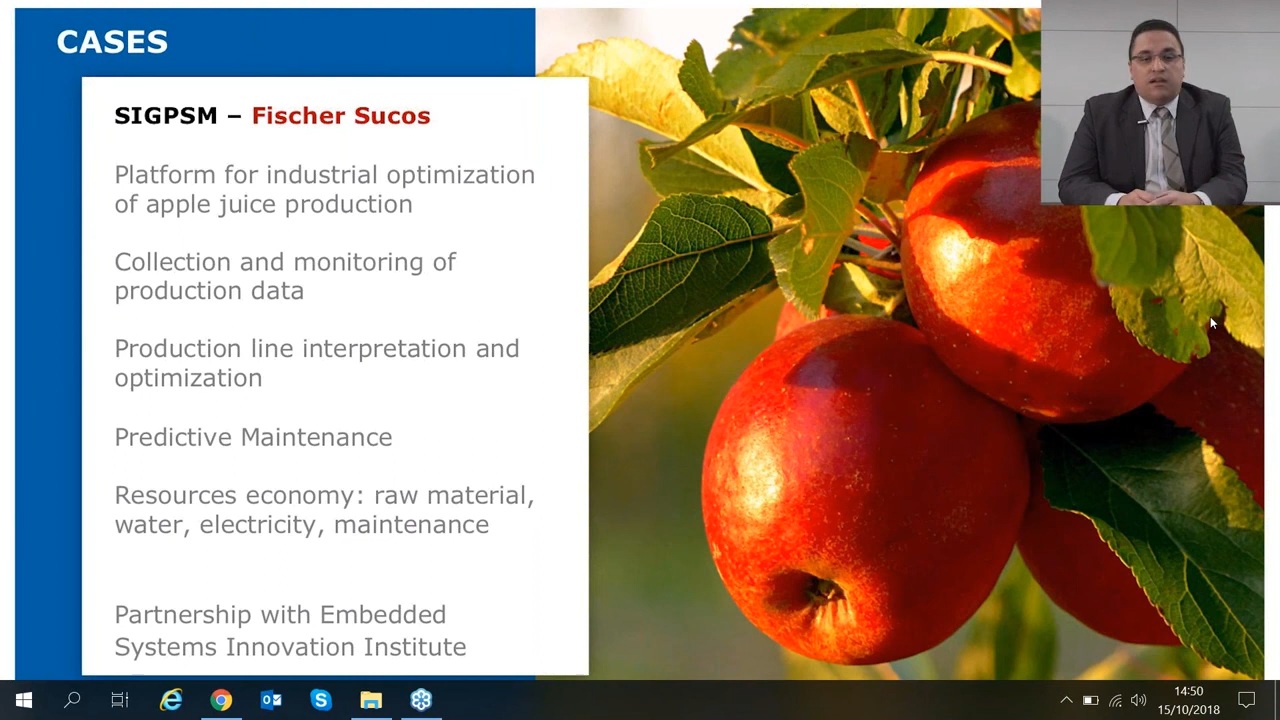 CASES
SIGPSM – Fischer Sucos
Platform for industrial optimization
of apple juice production
Collection and monitoring of
production data
Production line interpretation and
optimization
Predictive Maintenance
Resources economy: raw material,
water, electricity, maintenance
Partnership with Embedded
Systems Innovation Institute
14:50
15/10/2018